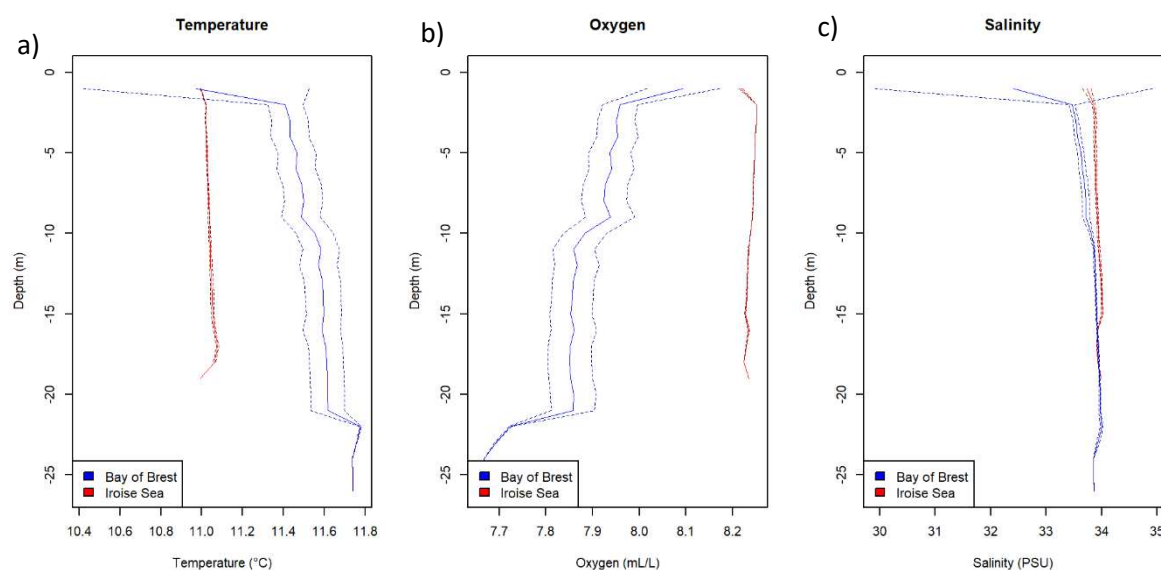 a)
Temperature
0
-5
-10
-15
-20
-25
Depth (m)
Bay of Brest
Iroise Sea
10.4 10.6 10.8 11.0 11.2 11.4 11.6 11.8
Temperature (°C)
b)
Oxygen
0
-5
-10
-15
-20
-25
Depth (m)
Bay of Brest
Iroise Sea
7.7 7.8 7.9 8.0 8.1 8.2
Oxygen (mL/L)
c)
Salinity
0
-5
-10
-15
-20
-25
Depth (m)
Bay of Brest
Iroise Sea
30 31 32 33 34 35
Salinity (PSU)